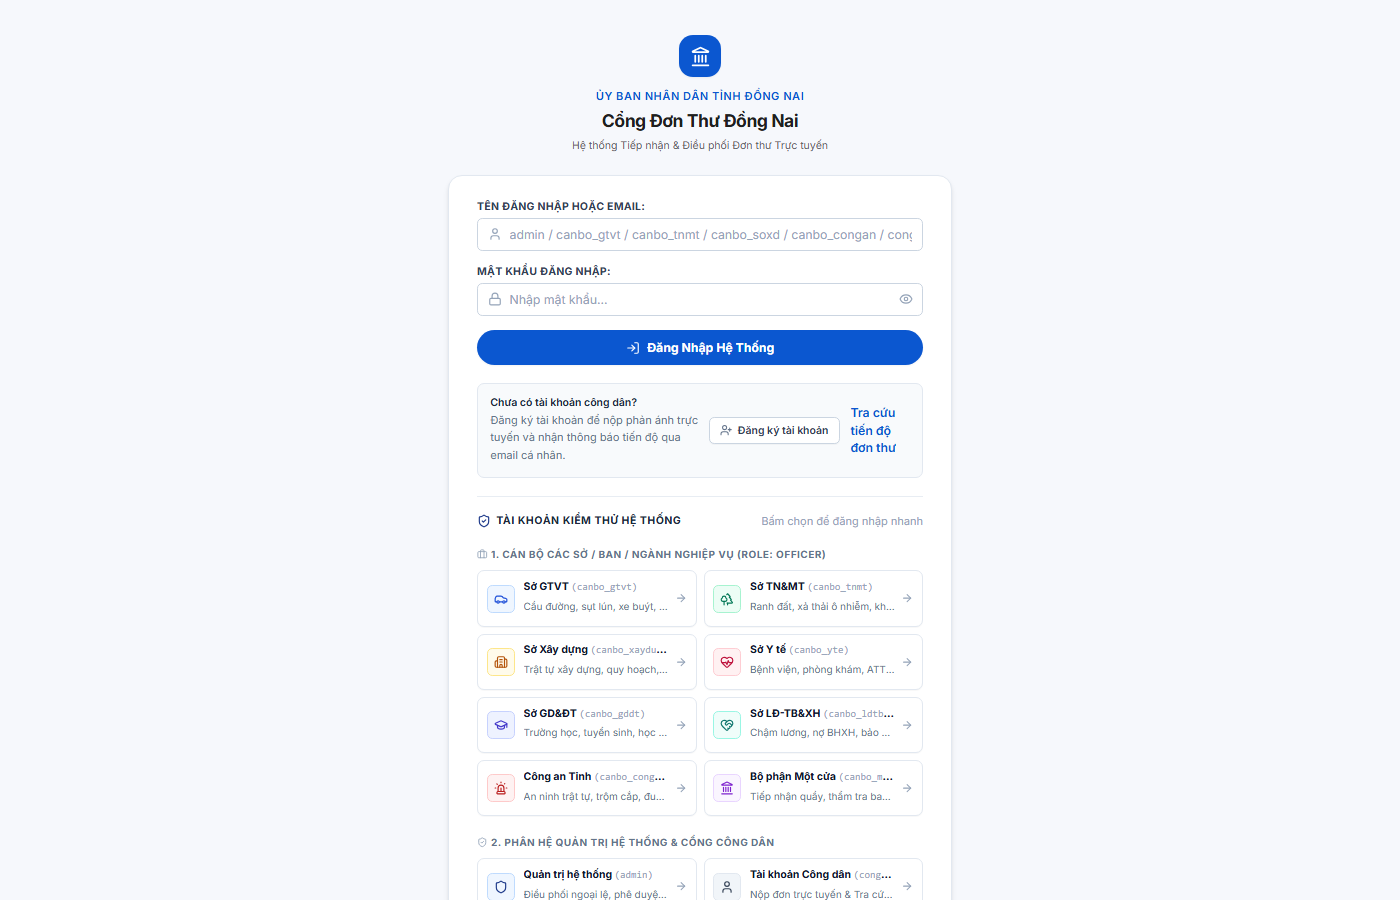 ỦY BAN NHÂN DÂN TỈNH ĐỒNG NAI
Cổng Đơn Thư Đồng Nai
Hệ thống Tiếp nhận & Điều phối Đơn thư Trực tuyến
TÊN ĐĂNG NHẬP HOẶC EMAIL:
admin / canbo_gtvt / canbo_tnmt / canbo_soxd / canbo_congan / cong
MẬT KHẨU ĐĂNG NHẬP:
Nhập mật khẩu...
Đăng Nhập Hệ Thống
Chưa có tài khoản công dân?
Đăng ký tài khoản để nộp phản ánh trực
tuyến và nhận thông báo tiến độ qua
email cá nhân.
Đăng ký tài khoản
Tra cứu
tiến độ
đơn thư
TÀI KHOẢN KIỂM THỬ HỆ THỐNG
Bấm chọn để đăng nhập nhanh
1. CÁN BỘ CÁC SỞ / BAN / NGÀNH NGHIỆP VỤ (ROLE: OFFICER)
Sở GTVT (canbo_gtvt)
Cầu đường, sụt lún, xe buýt, ...
Sở TN&MT (canbo_tnmt)
Ranh đất, xả thải ô nhiễm, kh...
Sở Xây dựng (canbo_xaydu...
Trật tự xây dựng, quy hoạch,...
Sở Y tế (canbo_yte)
Bệnh viện, phòng khám, ATT...
Sở GD&ĐT (canbo_gddt)
Trường học, tuyển sinh, học ...
Sở LĐ-TB&XH (canbo_ldtb...
Chậm lương, nợ BHXH, bảo ...
Công an Tỉnh (canbo_cong...
An ninh trật tự, trộm cắp, đu...
Bộ phận Một cửa (canbo_m...
Tiếp nhận quầy, thẩm tra ba...
2. PHÂN HỆ QUẢN TRỊ HỆ THỐNG & CỔNG CÔNG DÂN
Quản trị hệ thống (admin)
Điều phối ngoại lệ, phê duyệ...
Tài khoản Công dân (cong...
Nộp đơn trực tuyến & Tra cứ...